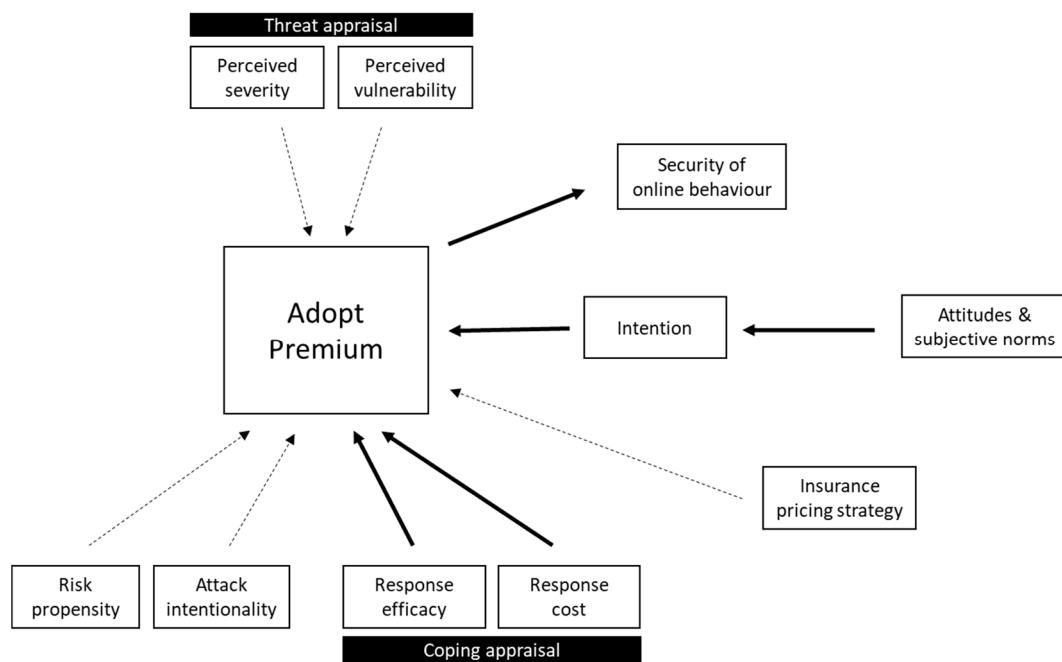 Threat appraisal
Perceived
severity
Perceived
vulnerability
Security of
online behaviour
Adopt
Premium
Intention
Attitudes &
subjective norms
Insurance
pricing strategy
Risk
propensity
Attack
intentionality
Response
efficacy
Response
cost
Coping appraisal